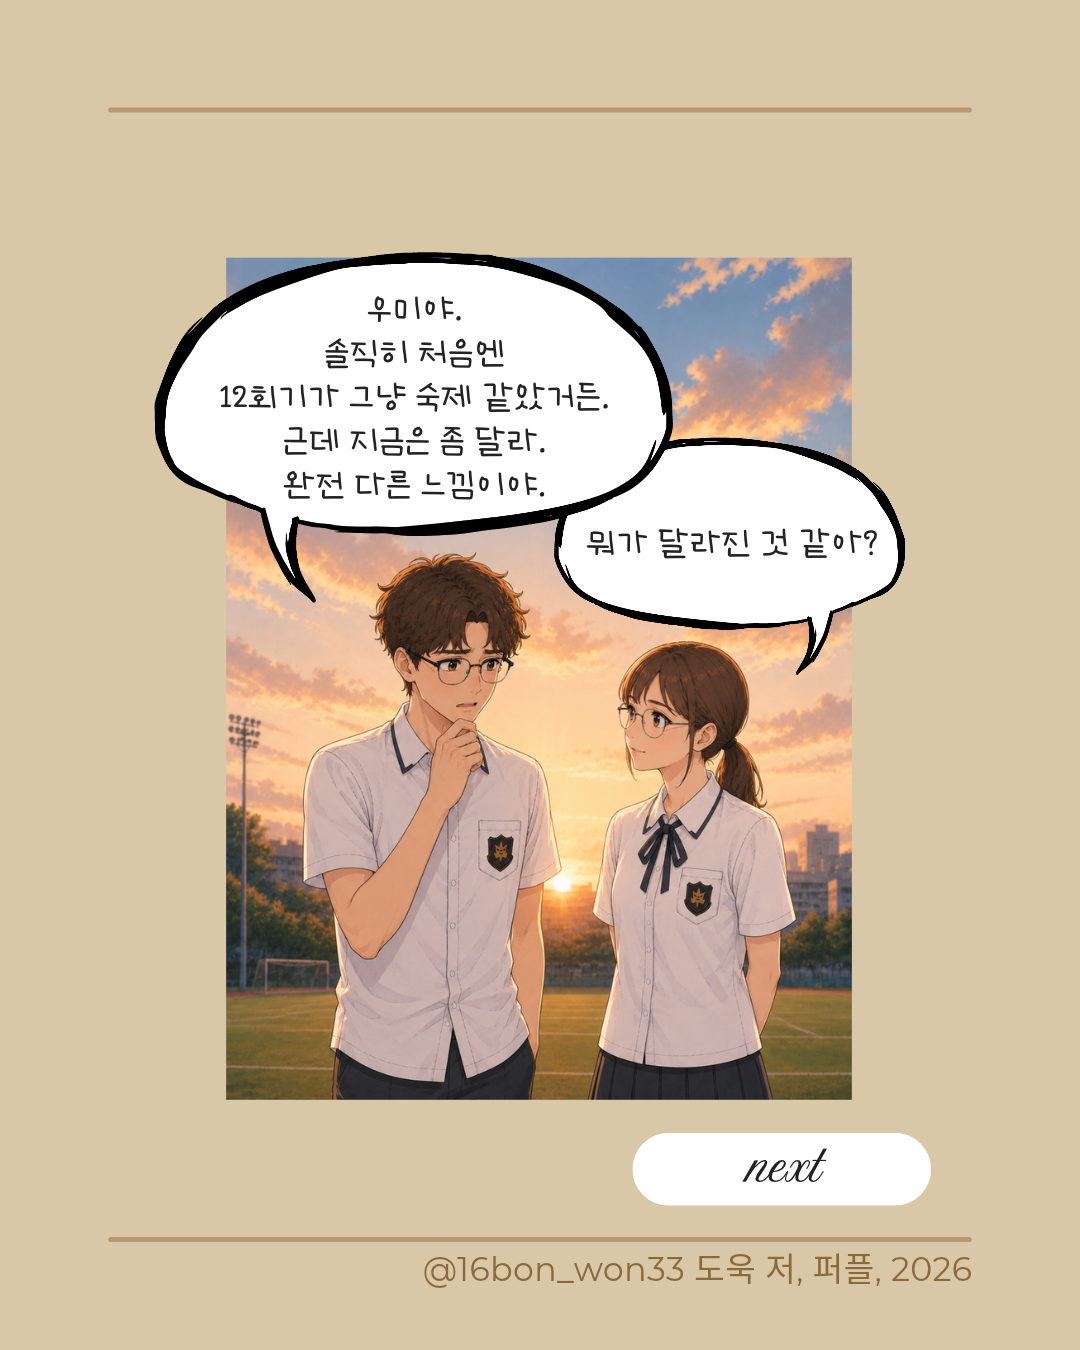 우미야.
솔직히 처음엔
12회기가 그냥 숙제 같았거든.
근데 지금은 좀 달라.
완전 다른 느낌이야.
뭐가 달라진 것 같아?
next
@16bon_won33 도욱 저, 퍼플, 2026